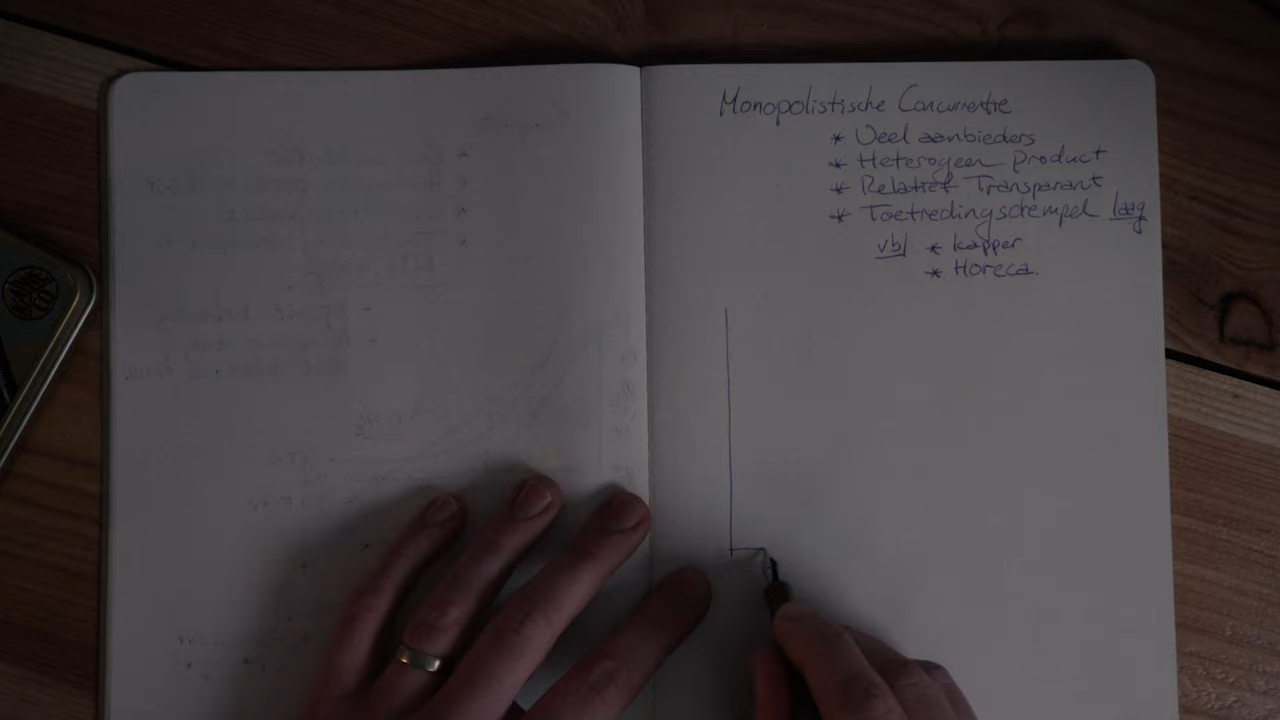 Monopolistische Concurrentie
* Veel aanbieders
* Heterogeen product
* Relatief Transparant
* Toetredingsdrempel laag
vb| * kapper
* Horeca.